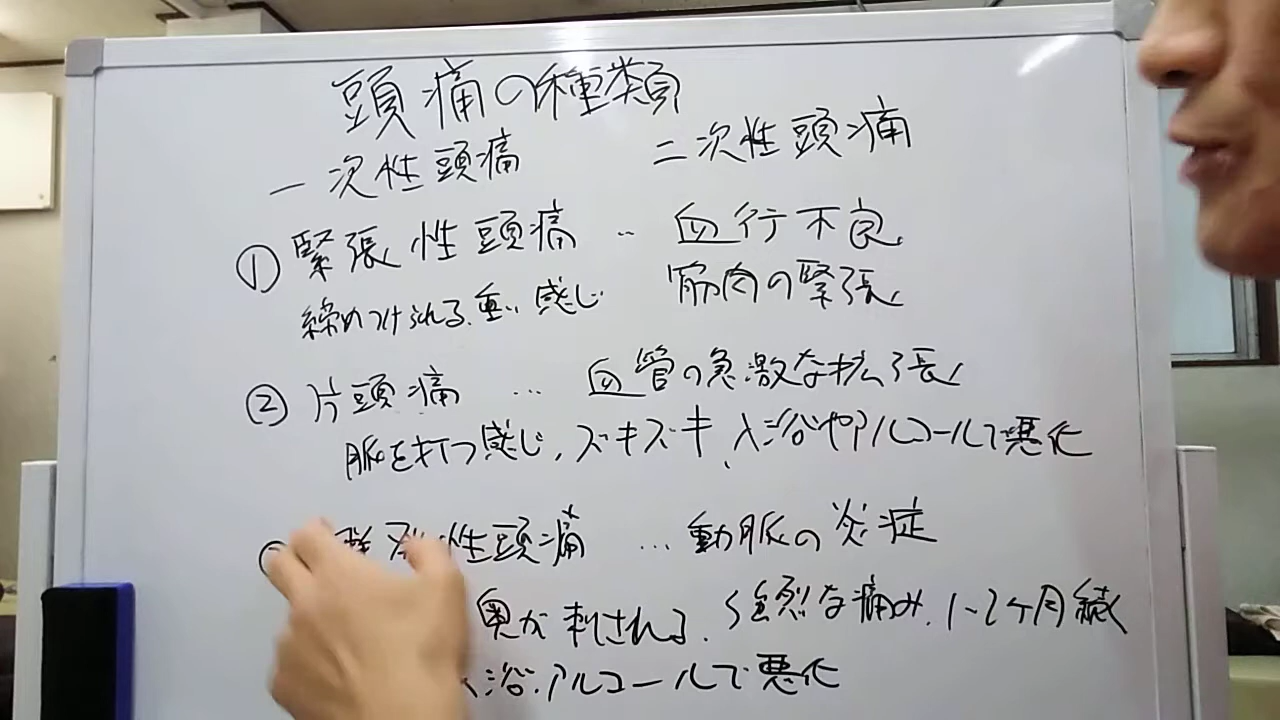 頭痛の種類
一次性頭痛 二次性頭痛
① 緊張性頭痛 ‥ 血行不良
締めつけられる、重い感じ 筋肉の緊張
② 片頭痛 … 血管の急激な拡張
脈を打つ感じ、ズキズキ、入浴やアルコールで悪化
群発性頭痛 … 動脈の炎症
奥が刺される、強烈な痛み、1~2ヶ月続
入浴、アルコールで悪化